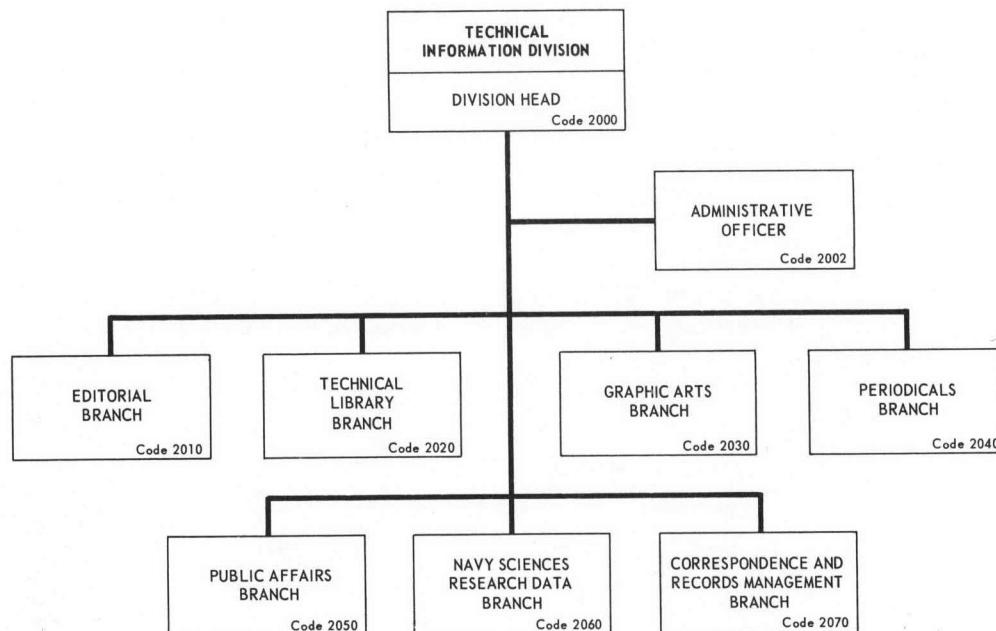 TECHNICAL
INFORMATION DIVISION
DIVISION HEAD
Code 2000
ADMINISTRATIVE
OFFICER
Code 2002
EDITORIAL
BRANCH
Code 2010
TECHNICAL
LIBRARY
BRANCH
Code 2020
GRAPHIC ARTS
BRANCH
Code 2030
PERIODICALS
BRANCH
Code 2040
PUBLIC AFFAIRS
BRANCH
Code 2050
NAVY SCIENCES
RESEARCH DATA
BRANCH
Code 2060
CORRESPONDENCE AND
RECORDS MANAGEMENT
BRANCH
Code 2070